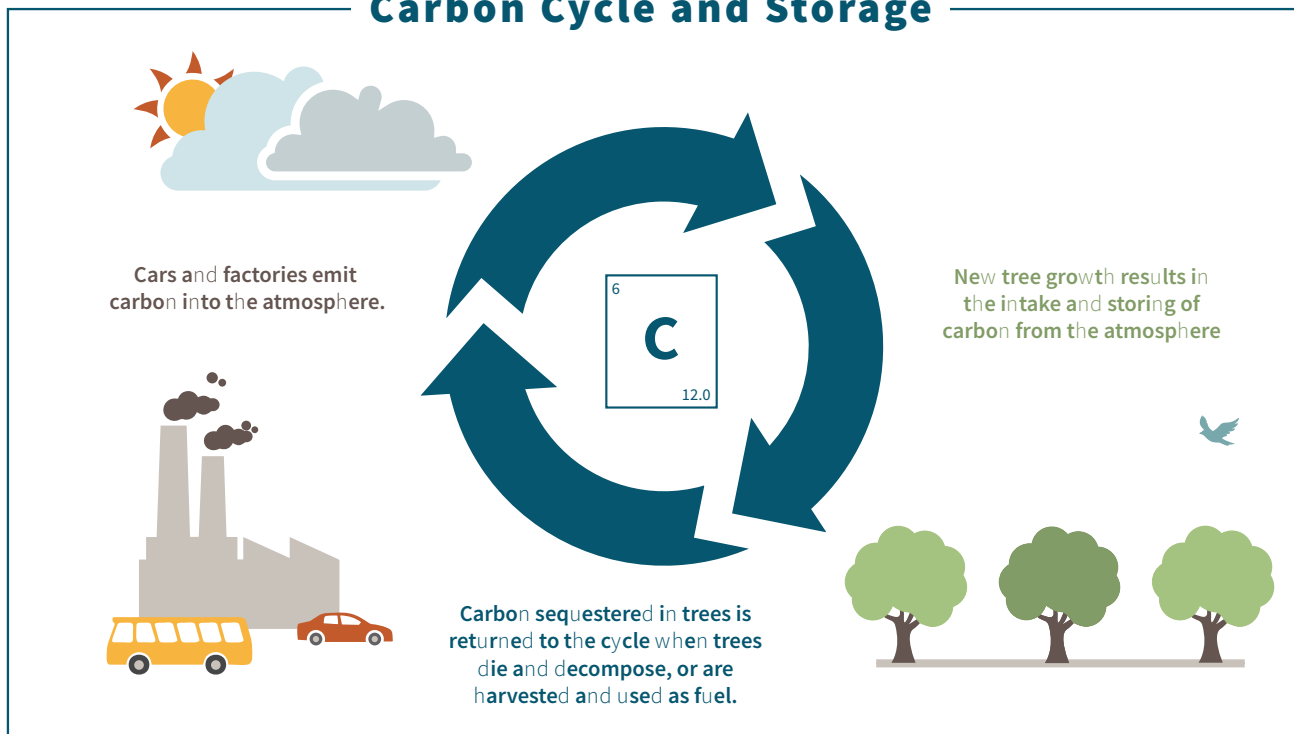 Carbon Cycle and Storage
Cars and factories emit
carbon into the atmosphere.
6
C
12.0
New tree growth results in
the intake and storing of
carbon from the atmosphere
Carbon sequestered in trees is
returned to the cycle when trees
die and decompose, or are
harvested and used as fuel.